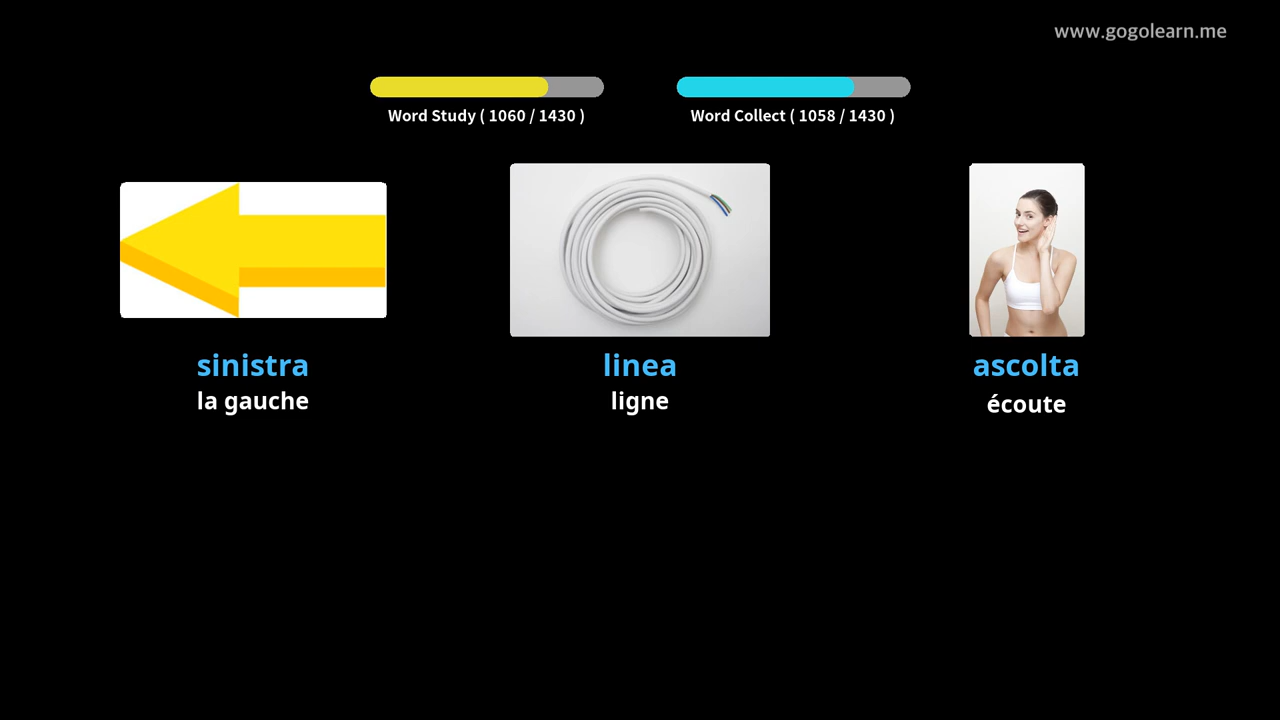 www.gogolearn.me
Word Study ( 1060 / 1430 )
Word Collect ( 1058 / 1430 )
sinistra
la gauche
linea
ligne
ascolta
écoute